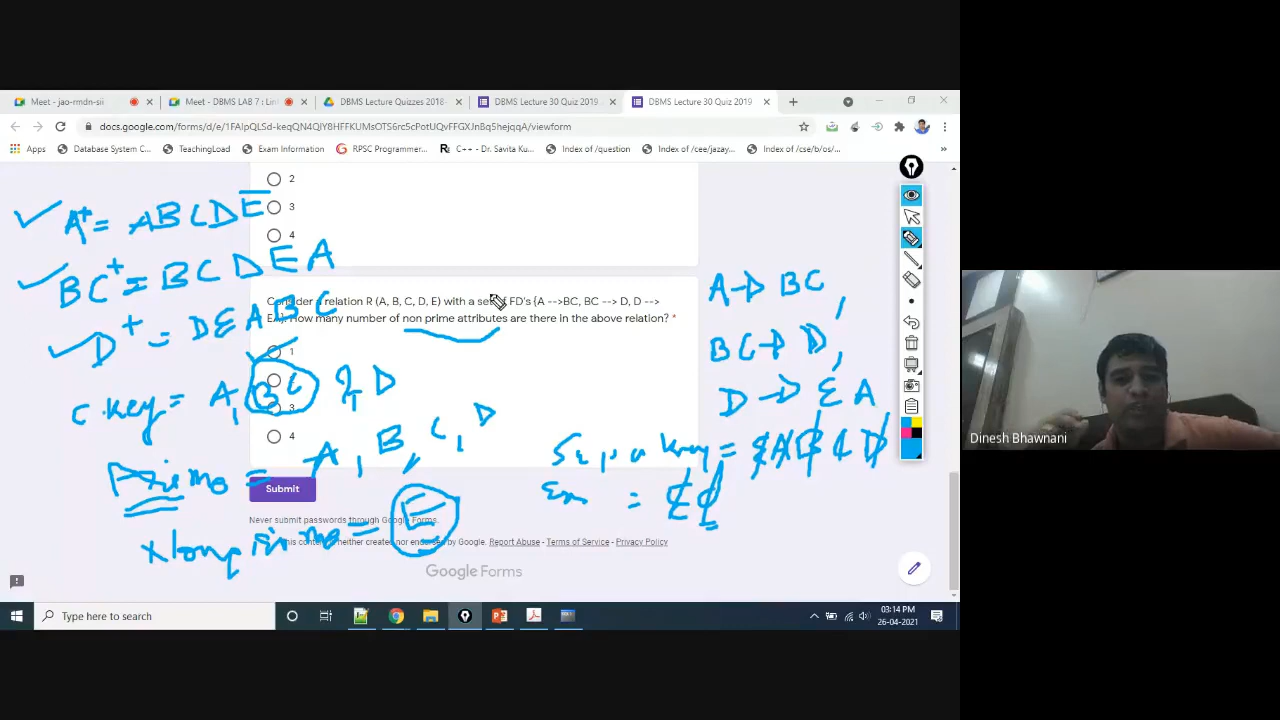 Meet - jao-rmdn-sii
Meet - DBMS LAB 7 : Lin
DBMS Lecture Quizzes 2018-
DBMS Lecture 30 Quiz 2019
DBMS Lecture 30 Quiz 2019
docs.google.com/forms/d/e/1FAIpQLSd-keqQN4QlY8HFFKUMsOTS6rc5cPotUQvFFGXJnBq5hejqqA/viewform
Apps
Database System C...
TeachingLoad
Exam Information
RPSC Programmer...
C++ - Dr. Savita Ku...
Index of /question
Index of /cee/jazay...
Index of /cse/b/os/...
2
3
4
A+ = ABCDE
BC+ = BCDEA
D+ = DEABC
Consider a relation R (A, B, C, D, E) with a set of FD's {A -->BC, BC --> D, D -->
How many number of non prime attributes are there in the above relation? *
1
3
4
A → BC,
BC → D,
D → EA
C.key = A, BC, D
Prime = A, B, C, D
Non prime = E
key =
Submit
Never submit passwords through Google Forms.
This content is neither created nor endorsed by Google. Report Abuse - Terms of Service - Privacy Policy
Google Forms
Dinesh Bhawnani
Type here to search
03:14 PM
26-04-2021